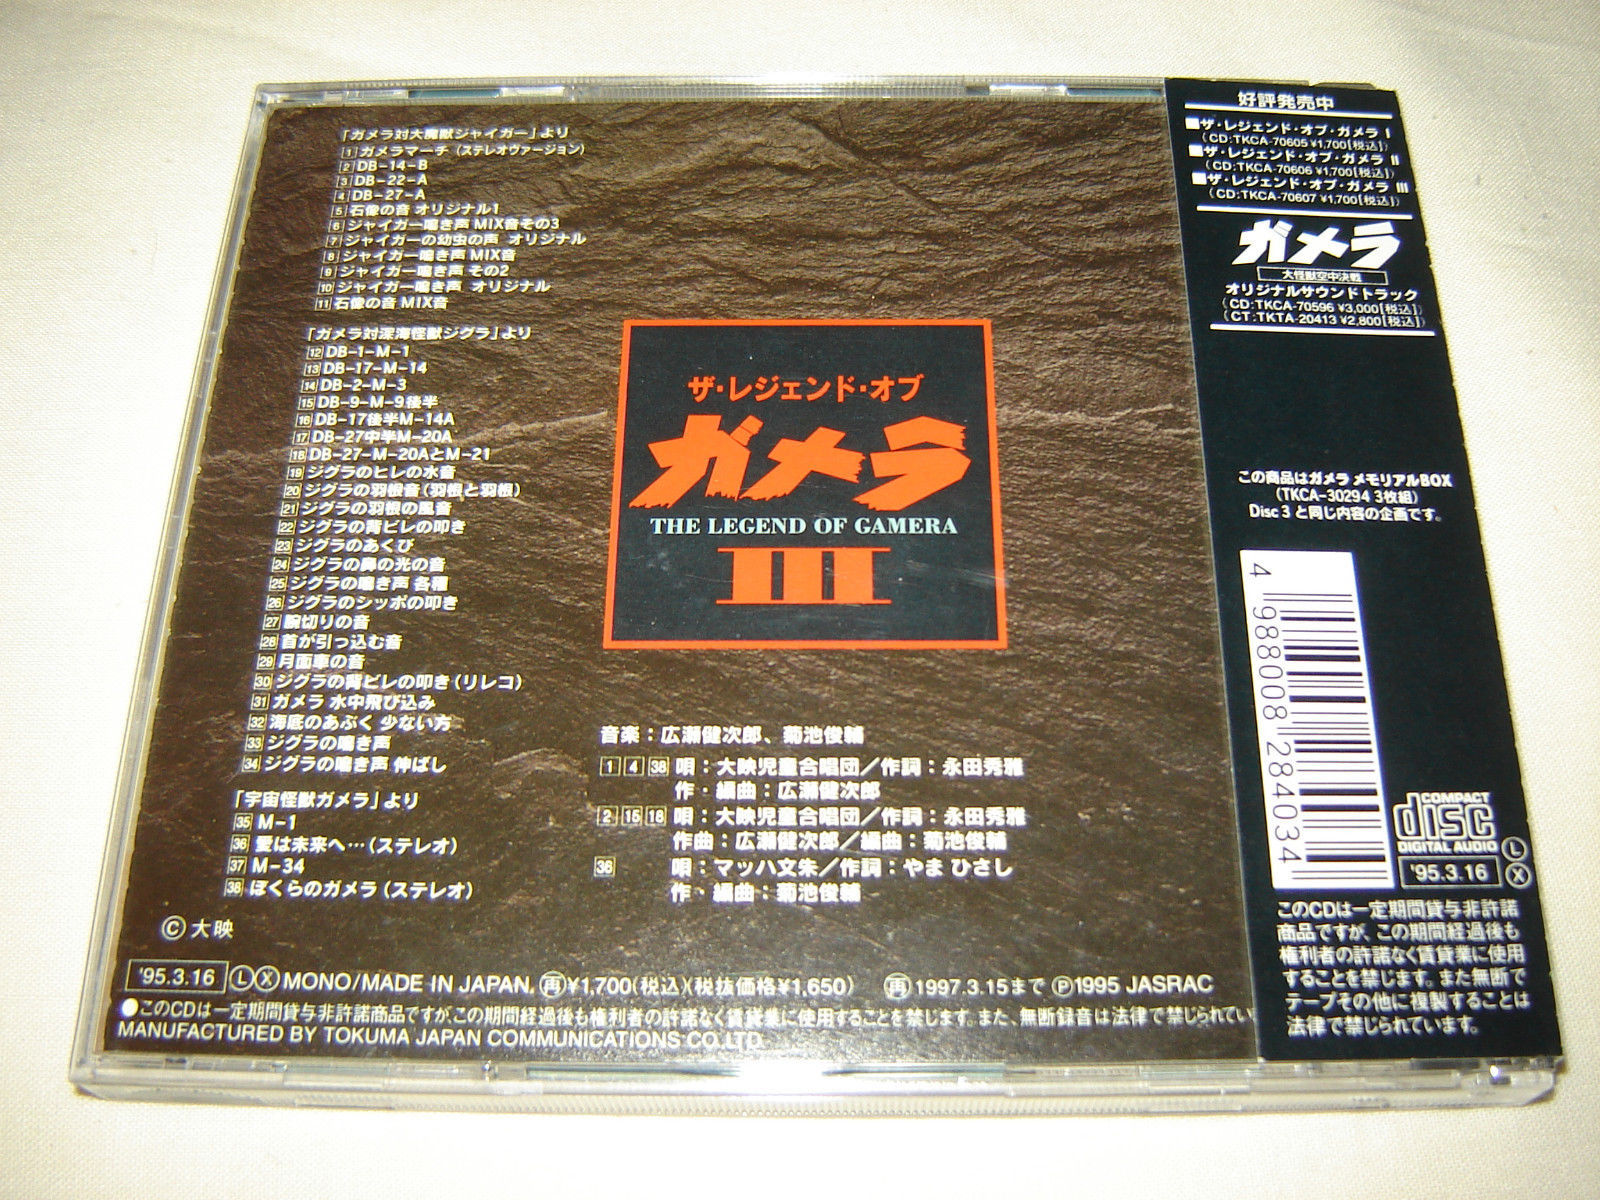 「ガメラ対大魔獣ジャイガー」より
1 ガメラマーチ (ステレオヴァージョン)
2 DB-14-B
3 DB-22-A
4 DB-27-A
5 石像の音 オリジナル1
6 ジャイガー鳴き声 MIX音その3
7 ジャイガーの幼虫の声 オリジナル
8 ジャイガー鳴き声 MIX音
9 ジャイガー鳴き声 その2
10 ジャイガー鳴き声 オリジナル
11 石像の音 MIX音
「ガメラ対深海怪獣ジグラ」より
12 DB-1-M-1
13 DB-17-M-14
14 DB-2-M-3
15 DB-9-M-9後半
16 DB-17後半M-14A
17 DB-27中半M-20A
18 DB-27-M-20AとM-21
19 ジグラのヒレの水音
20 ジグラの羽根音(羽根と羽根)
21 ジグラの羽根の風音
22 ジグラの背ビレの叩き
23 ジグラのあくび
24 ジグラの鼻の光の音
25 ジグラの鳴き声 各種
26 ジグラのシッポの叩き
27 腕切りの音
28 首が引っ込む音
29 月面車の音
30 ジグラの背ビレの叩き(リレコ)
31 ガメラ 水中飛び込み
32 海底のあぶく 少ない方
33 ジグラの鳴き声
34 ジグラの鳴き声 伸ばし
「宇宙怪獣ガメラ」より
35 M-1
36 愛は未来へ…(ステレオ)
37 M-34
38 ぼくらのガメラ(ステレオ)
ザ・レジェンド・オブ
ガメラ
THE LEGEND OF GAMERA
III
音楽：広瀬健次郎、菊池俊輔
1 4 38 唄：大映児童合唱団／作詞：永田秀雅
作・編曲：広瀬健次郎
2 15 18 唄：大映児童合唱団／作詞：永田秀雅
作曲：広瀬健次郎／編曲：菊池俊輔
36 唄：マッハ文朱／作詞：やま ひさし
作・編曲：菊池俊輔
©大映
'95.3.16 Ⓛ Ⓧ MONO/MADE IN JAPAN. 再¥1,700(税込)(税抜価格¥1,650) 再1997.3.15まで Ⓟ1995 JASRAC
●このCDは一定期間貸与非許諾商品ですが、この期間経過後も権利者の許諾なく賃貸業に使用することを禁じます。また、無断録音は法律で禁じられてい
MANUFACTURED BY TOKUMA JAPAN COMMUNICATIONS CO.,LTD.
好評発売中
■ザ・レジェンド・オブ・ガメラ I
(CD:TKCA-70605 ¥1,700[税込])
■ザ・レジェンド・オブ・ガメラ II
(CD:TKCA-70606 ¥1,700[税込])
■ザ・レジェンド・オブ・ガメラ III
(CD:TKCA-70607 ¥1,700[税込])
ガメラ
大怪獣空中決戦
オリジナルサウンドトラック
(CD:TKCA-70596 ¥3,000[税込])
(CT:TKTA-20413 ¥2,800[税込])
この商品はガメラ メモリアルBOX
(TKCA-30294 3枚組)
Disc 3 と同じ内容の企画です。
4 988008 284034
COMPACT
disc
DIGITAL AUDIO
Ⓛ
'95.3.16 Ⓧ
このCDは一定期間貸与非許諾
商品ですが、この期間経過後も
権利者の許諾なく賃貸業に使用
することを禁じます。また無断で
テープその他に複製することは
法律で禁じられています。